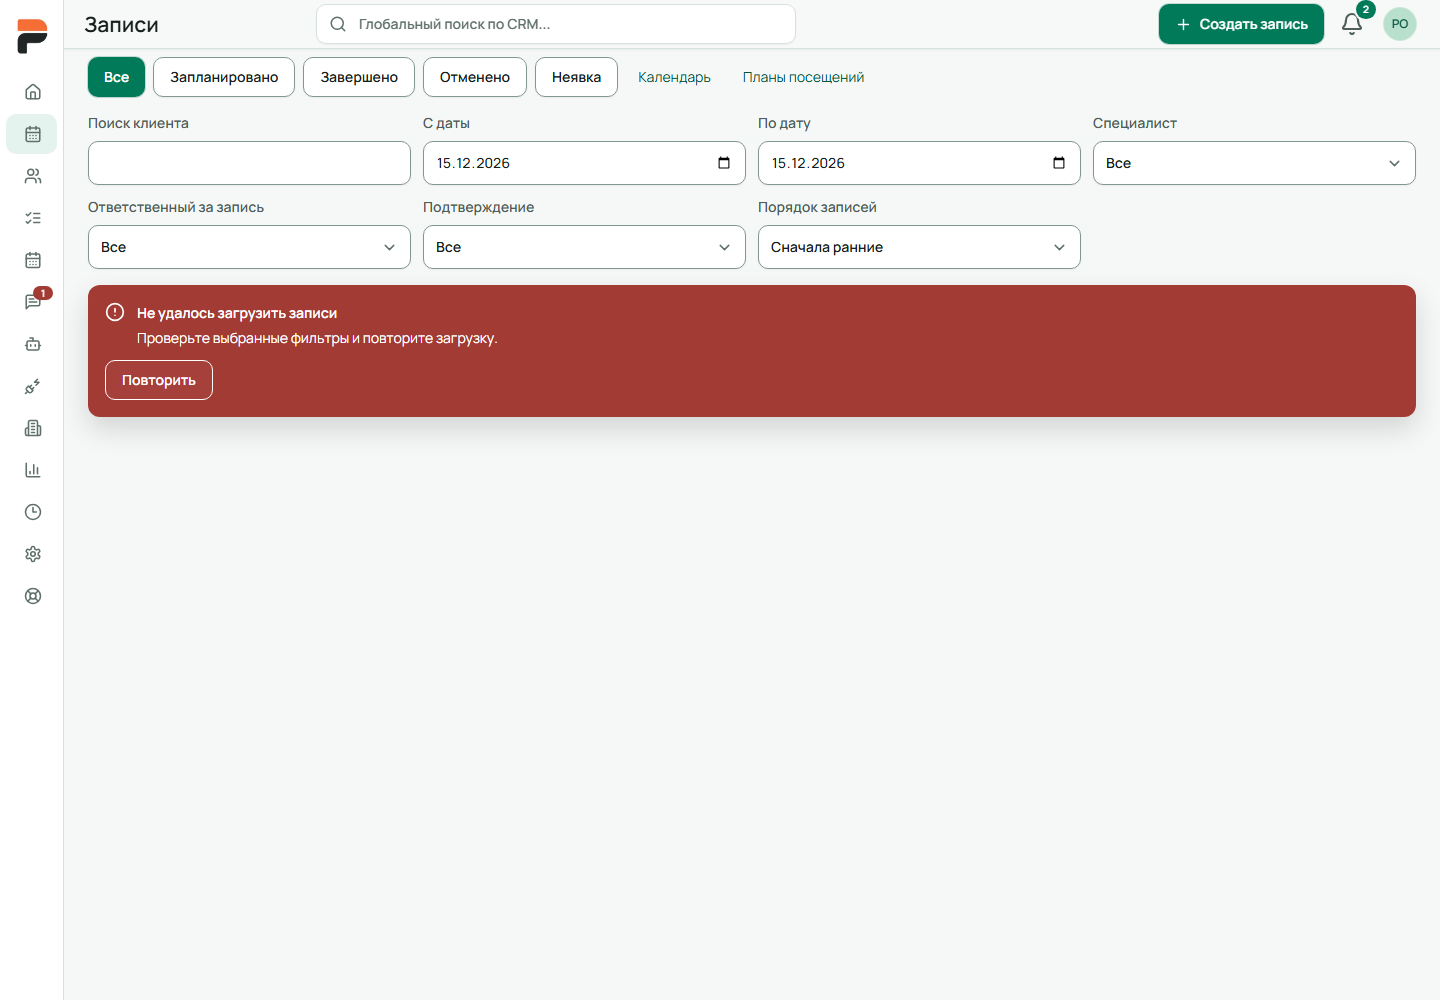 Записи
Глобальный поиск по CRM...
Создать запись
2
РО
Все
Запланировано
Завершено
Отменено
Неявка
Календарь
Планы посещений
Поиск клиента
С даты
По дату
Специалист
15.12.2026
15.12.2026
Все
Ответственный за запись
Подтверждение
Порядок записей
Все
Все
Сначала ранние
1
Не удалось загрузить записи
Проверьте выбранные фильтры и повторите загрузку.
Повторить